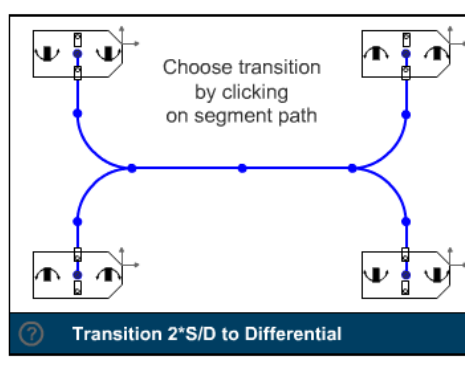 Choose transition
by clicking
on segment path
? Transition 2*S/D to Differential